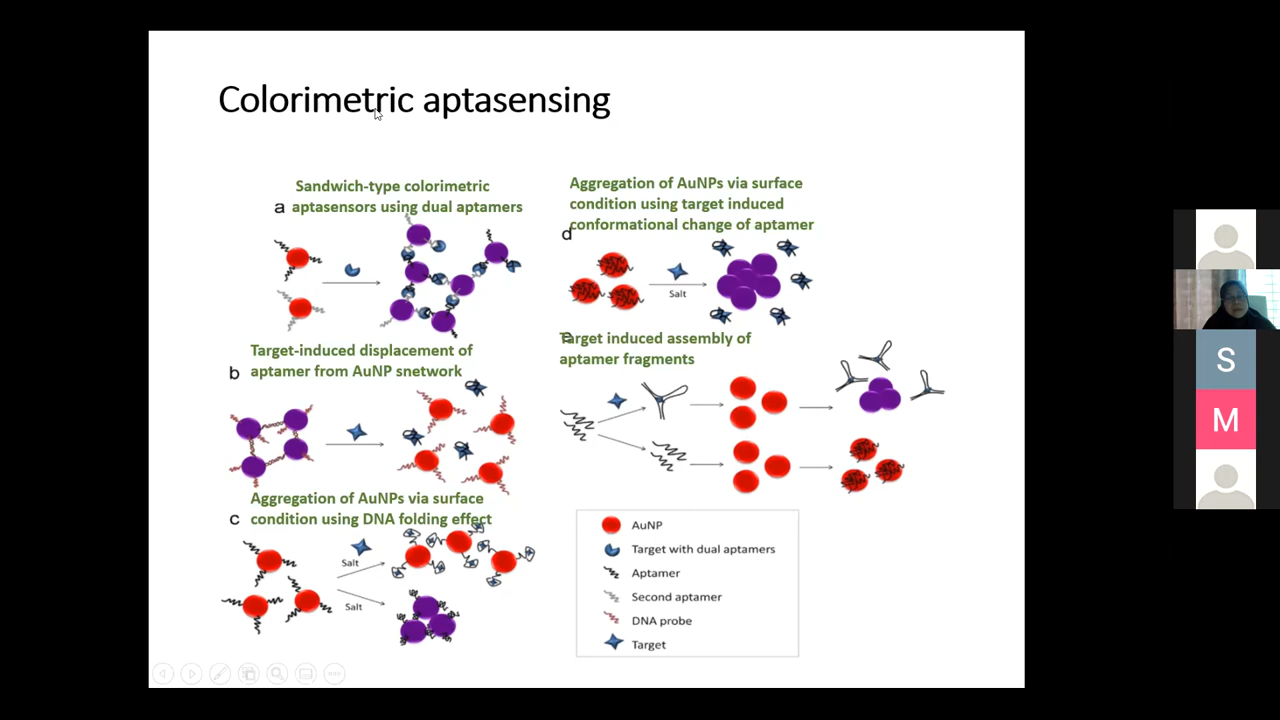 Colorimetric aptasensing
Sandwich-type colorimetric
a aptasensors using dual aptamers
Target-induced displacement of
b aptamer from AuNP snetwork
Aggregation of AuNPs via surface
c condition using DNA folding effect
Salt
Salt
Aggregation of AuNPs via surface
condition using target induced
conformational change of aptamer
d
Salt
e
Target induced assembly of
aptamer fragments
AuNP
Target with dual aptamers
Aptamer
Second aptamer
DNA probe
Target
S
M